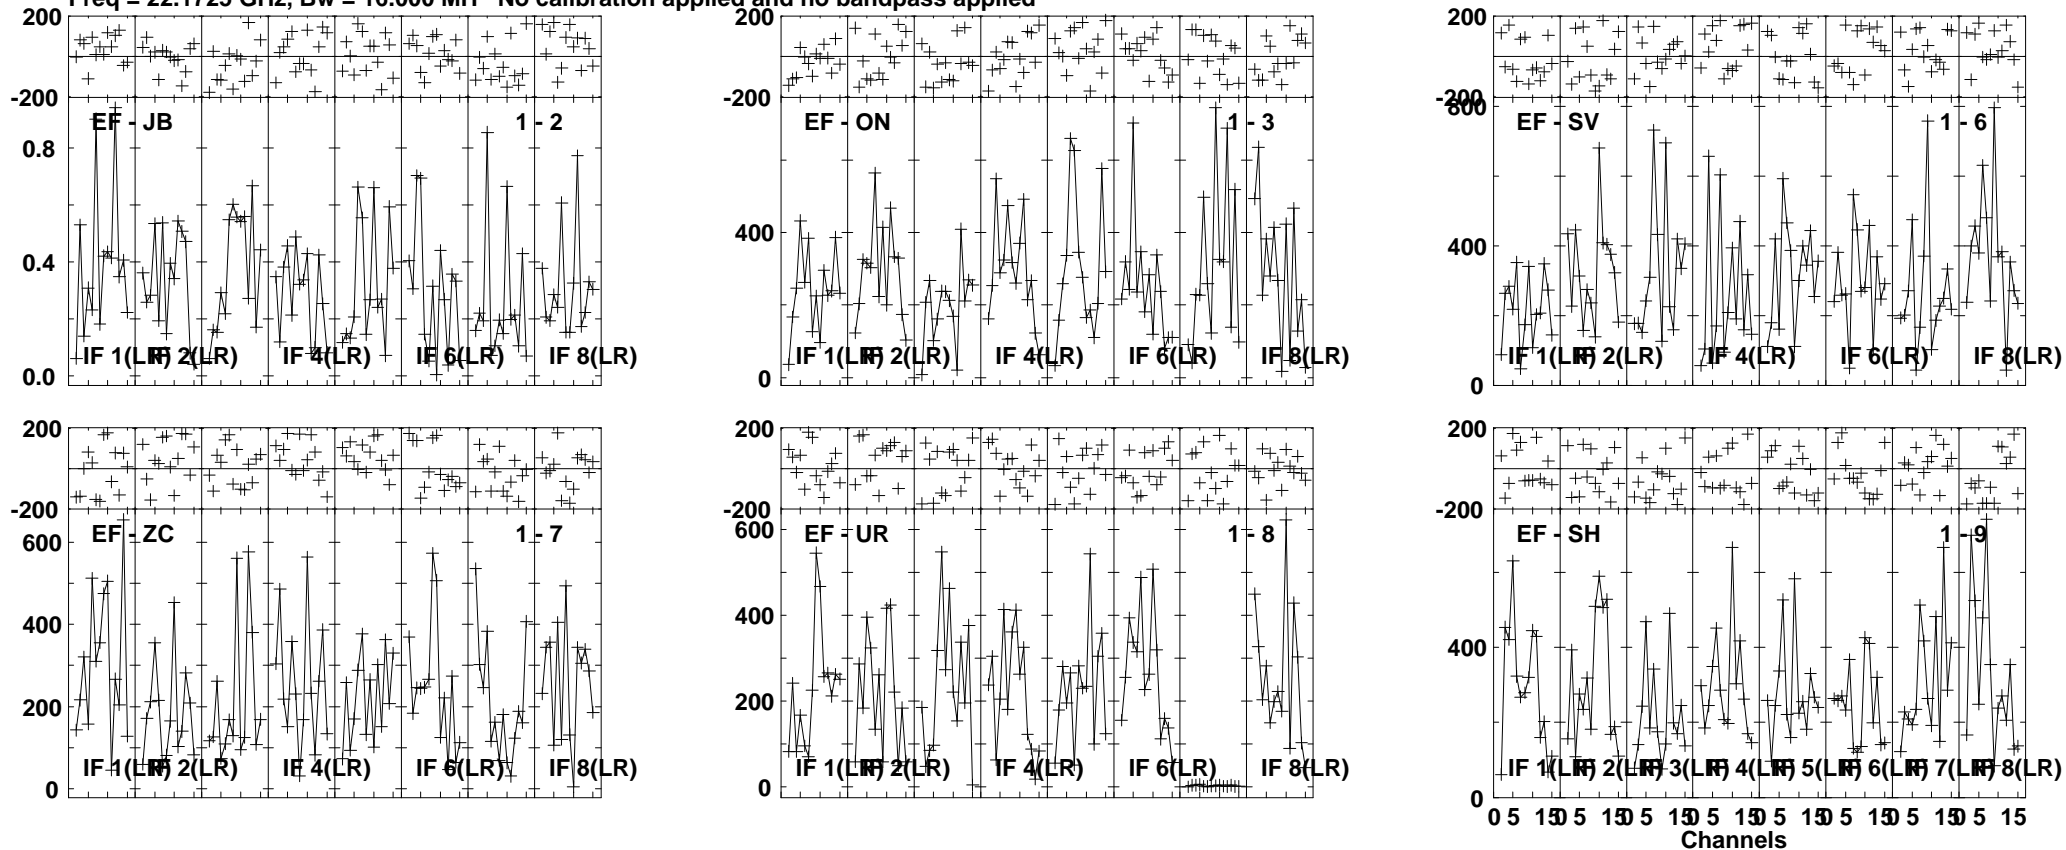 Freq = 22.1725 GHz, Bw = 16.000 MH No calibration applied and no bandpass applied
200
-200
EF - JB 1 - 2
0.8
0.4
0.0
IF 1(LR) IF 2(LR) IF 4(LR) IF 6(LR) IF 8(LR)
200
-200
EF - ON 1 - 3
400
0
IF 1(LR) IF 2(LR) IF 4(LR) IF 6(LR) IF 8(LR)
200
-200
800
EF - SV 1 - 6
400
0
IF 1(LR) IF 2(LR) IF 4(LR) IF 6(LR) IF 8(LR)
200
-200
EF - ZC 1 - 7
600
400
200
0
IF 1(LR) IF 2(LR) IF 4(LR) IF 6(LR) IF 8(LR)
200
-200
EF - UR 1 - 8
600
400
200
0
IF 1(LR) IF 2(LR) IF 4(LR) IF 6(LR) IF 8(LR)
200
-200
EF - SH 1 - 9
400
0
IF 1(LR) IF 2(LR) IF 3(LR) IF 4(LR) IF 5(LR) IF 6(LR) IF 7(LR) IF 8(LR)
0 5 15 0 5 15 0 5 15 0 5 15 0 5 15 0 5 15 0 5 15 0 5 15
Channels